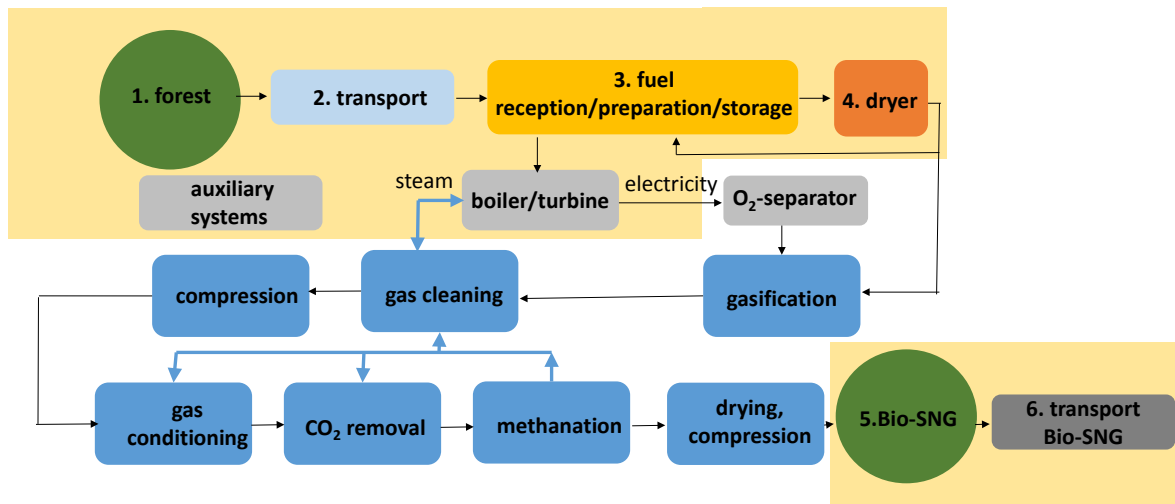 1. forest
2. transport
3. fuel
reception/preparation/storage
4. dryer
auxiliary
systems
steam
boiler/turbine
electricity
O₂-separator
compression
gas cleaning
gasification
gas
conditioning
CO₂ removal
methanation
drying,
compression
5.Bio-SNG
6. transport
Bio-SNG